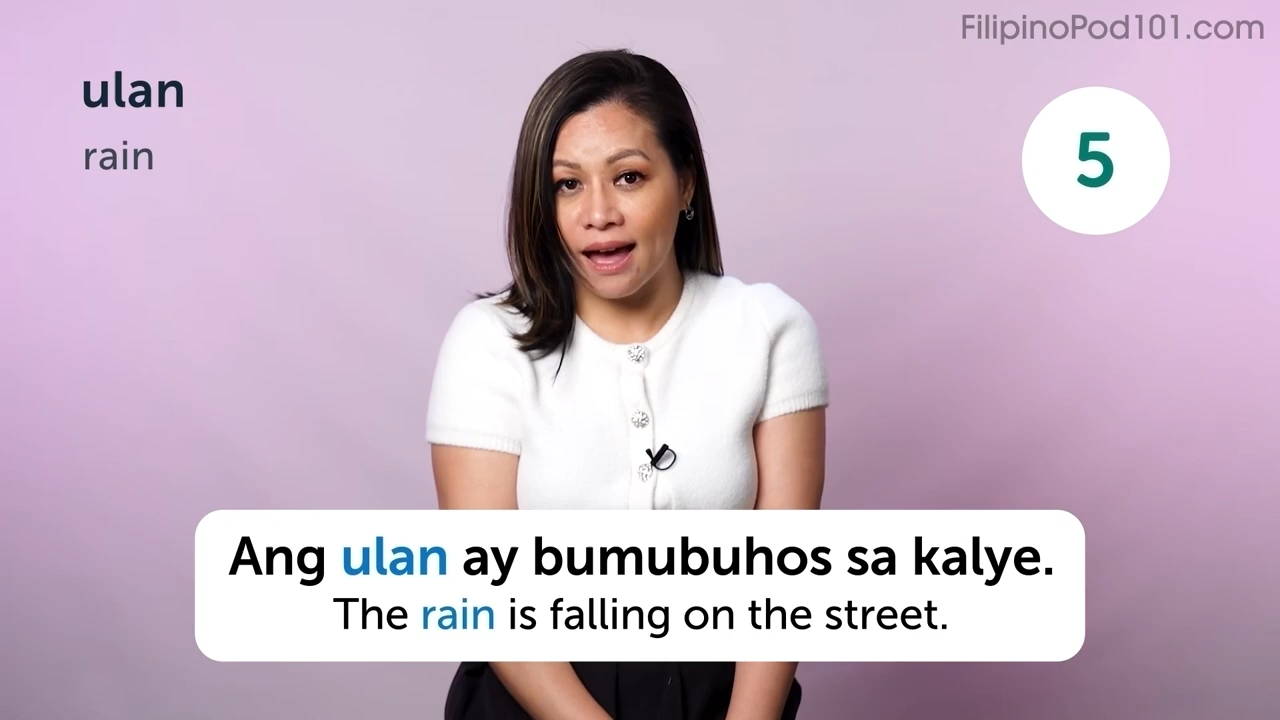 FilipinoPod101.com
ulan
rain
5
Ang ulan ay bumubuhos sa kalye.
The rain is falling on the street.